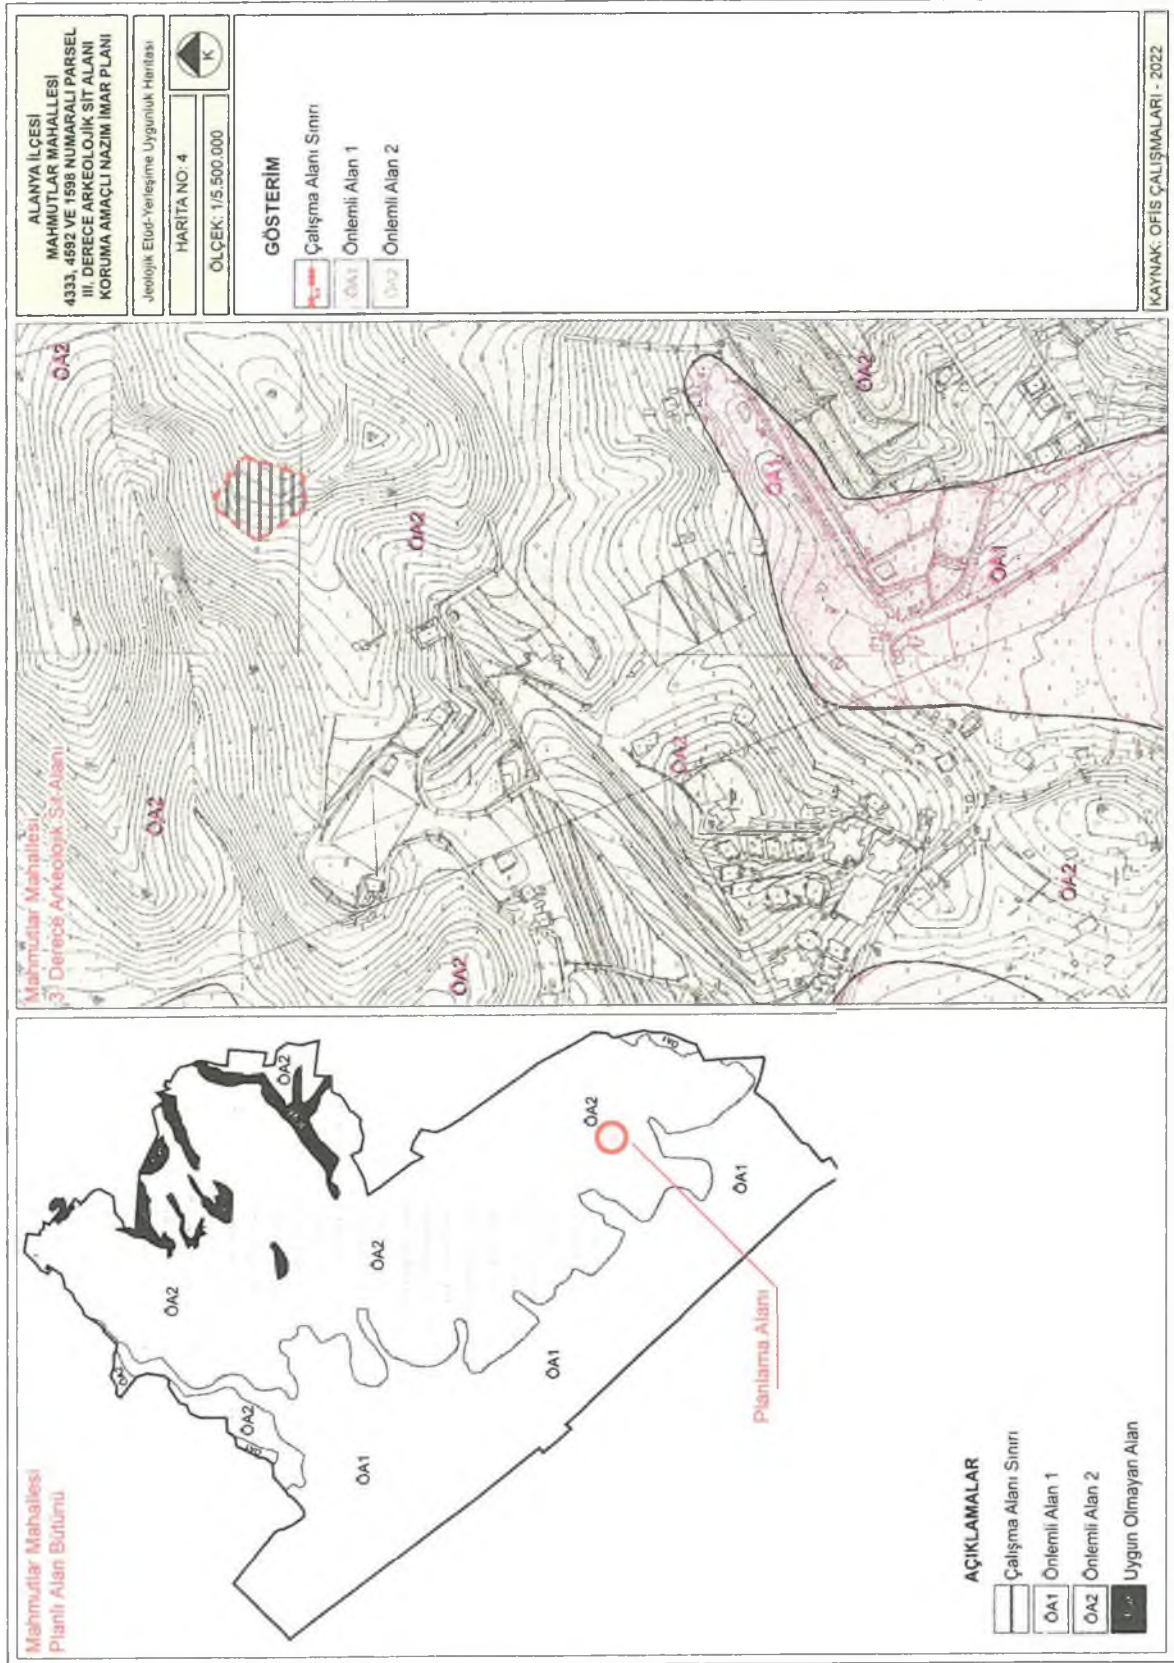 Mahmutlar Mahallesi
Planlı Alan Bütünü
ÖA2
ÖA2
ÖA2
ÖA2
ÖA2
ÖA1
ÖA1
ÖA1
ÖA1
Planlama Alanı
AÇIKLAMALAR
Çalışma Alanı Sınırı
ÖA1 Önlemli Alan 1
ÖA2 Önlemli Alan 2
Uygun Olmayan Alan
Mahmutlar Mahallesi
3. Derece Arkeolojik Sit Alanı
ÖA2
ÖA2
ÖA2
ÖA2
ÖA2
ÖA2
ÖA2
ÖA1
ÖA1
ALANYA İLÇESİ
MAHMUTLAR MAHALLESİ
4333, 4592 VE 1598 NUMARALI PARSEL
III. DERECE ARKEOLOJİK SİT ALANI
KORUMA AMAÇLI NAZIM İMAR PLANI
Jeolojik Etüd-Yerleşime Uygunluk Haritası
HARİTA NO: 4
K
ÖLÇEK: 1/5.500.000
GÖSTERİM
Çalışma Alanı Sınırı
ÖA1 Önlemli Alan 1
ÖA2 Önlemli Alan 2
KAYNAK: OFİS ÇALIŞMALARI - 2022